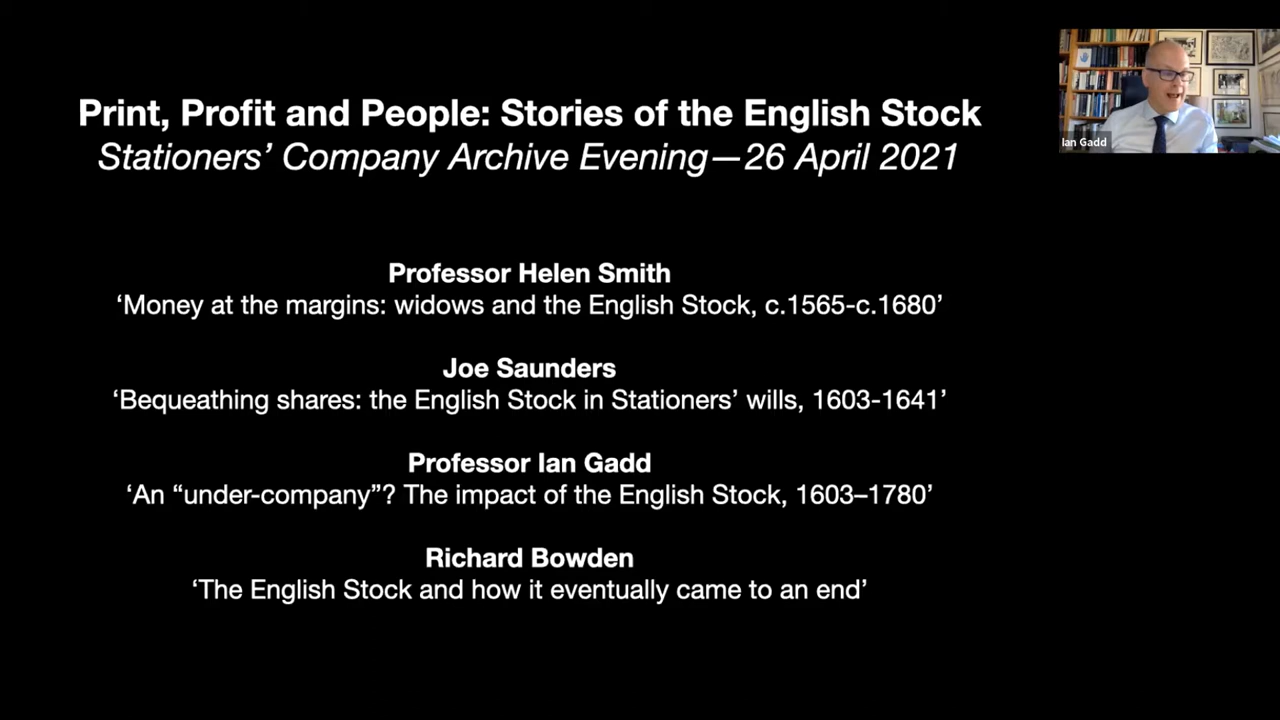 Print, Profit and People: Stories of the English Stock
Stationers’ Company Archive Evening—26 April 2021
Ian Gadd
Professor Helen Smith
‘Money at the margins: widows and the English Stock, c.1565-c.1680’
Joe Saunders
‘Bequeathing shares: the English Stock in Stationers’ wills, 1603-1641’
Professor Ian Gadd
‘An “under-company”? The impact of the English Stock, 1603–1780’
Richard Bowden
‘The English Stock and how it eventually came to an end’